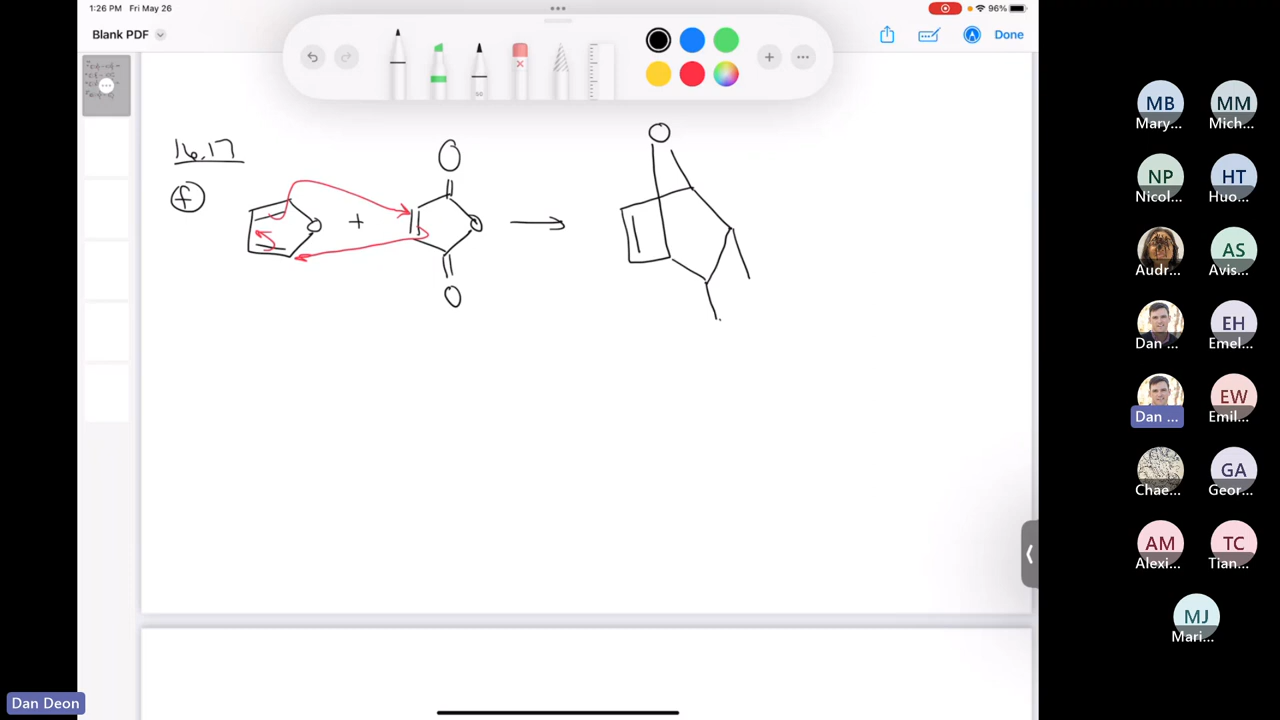 1:26 PM Fri May 26
96%
Blank PDF
Done
16.17
f
O
O
+
O
O
O
MB
Mary...
MM
Mich...
NP
Nicol...
HT
Huo...
Audr...
AS
Avis...
Dan ...
EH
Emel...
Dan ...
EW
Emil...
Chae...
GA
Geor...
AM
Alexi...
TC
Tian...
MJ
Mari...
Dan Deon